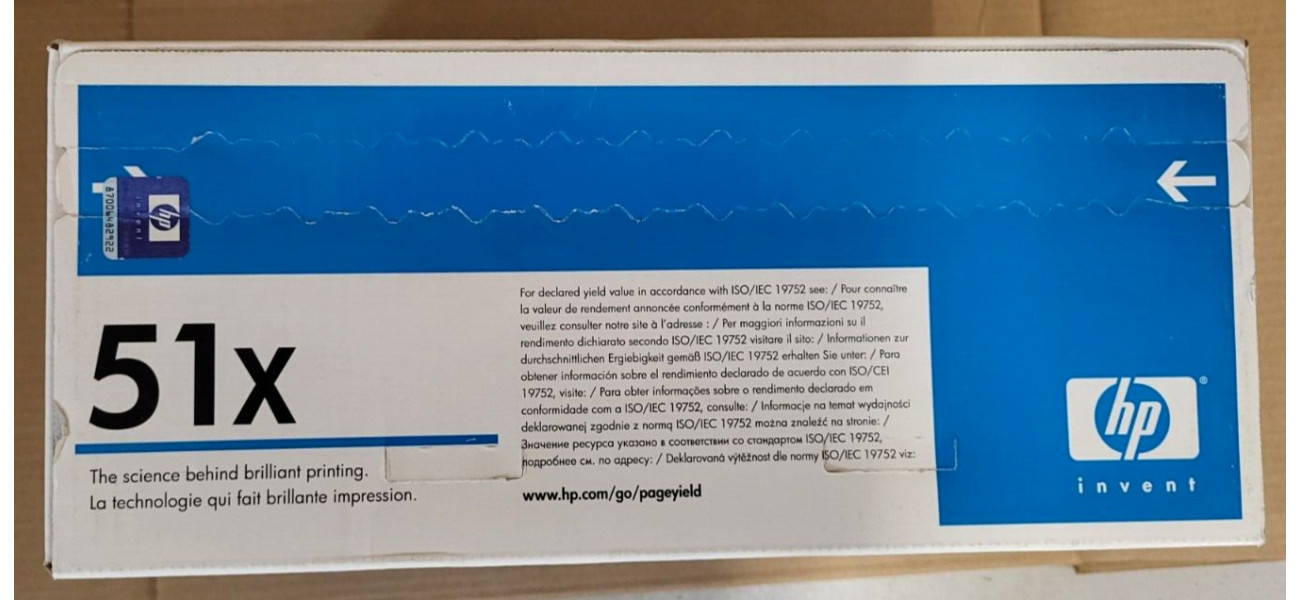 hp
invent
51x
The science behind brilliant printing.
La technologie qui fait brillante impression.
For declared yield value in accordance with ISO/IEC 19752 see: / Pour connaître
la valeur de rendement annoncée conformément à la norme ISO/IEC 19752,
veuillez consulter notre site à l'adresse : / Per maggiori informazioni su il
rendimento dichiarato secondo ISO/IEC 19752 visitare il sito: / Informationen zur
durchschnittlichen Ergiebigkeit gemäß ISO/IEC 19752 erhalten Sie unter: / Para
obtener información sobre el rendimiento declarado de acuerdo con ISO/CEI
19752, visite: / Para obter informações sobre o rendimento declarado em
conformidade com a ISO/IEC 19752, consulte: / Informacje na temat wydajności
deklarowanej zgodnie z normą ISO/IEC 19752 można znaleźć na stronie: /
Значение ресурса указано в соответствии со стандартом ISO/IEC 19752,
подробнее см. по адресу: / Deklarovaná výtěžnost dle normy ISO/IEC 19752 viz:
www.hp.com/go/pageyield
hp®
invent